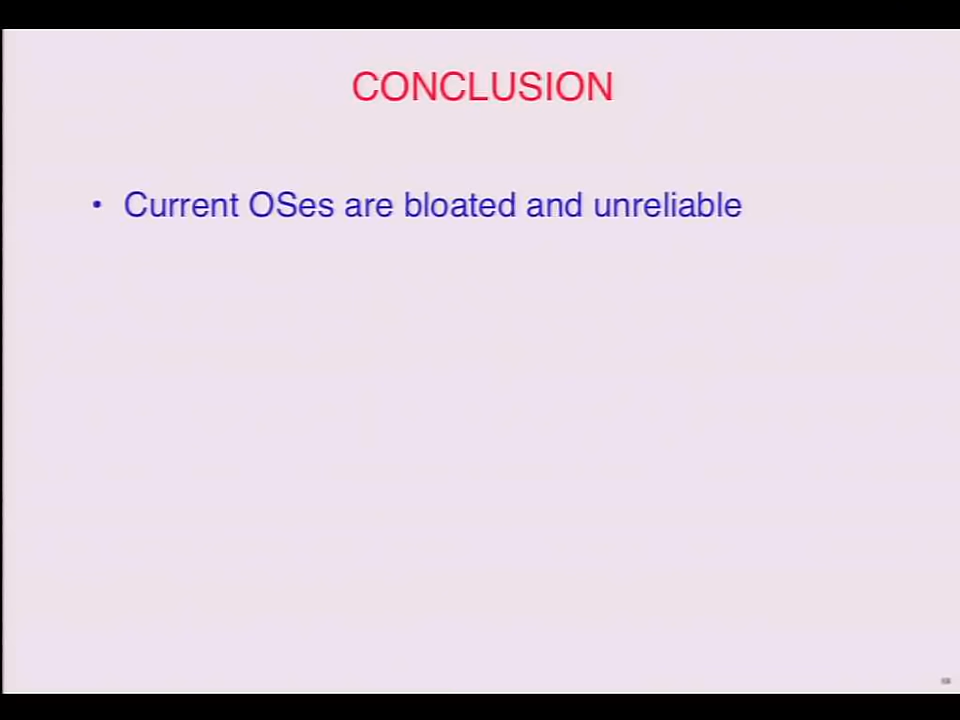 CONCLUSION
• Current OSes are bloated and unreliable